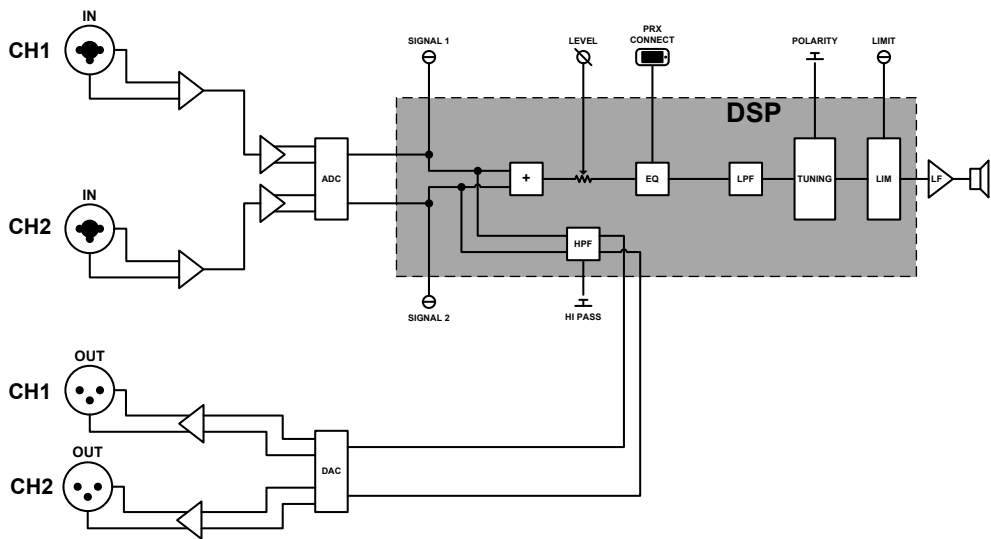 IN
CH1
SIGNAL 1
LEVEL
PRX
CONNECT
POLARITY
LIMIT
DSP
ADC
+
EQ
LPF
TUNING
LIM
LF
IN
CH2
HPF
SIGNAL 2
HI PASS
OUT
CH1
OUT
DAC
CH2